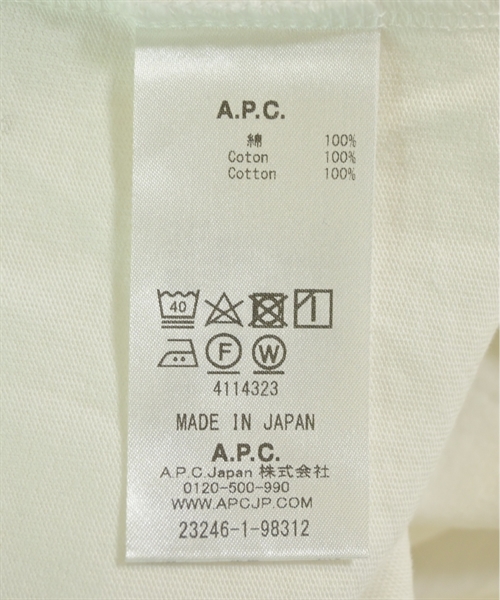 A.P.C.
綿 100%
Coton 100%
Cotton 100%
40
F W
4114323
MADE IN JAPAN
A.P.C.
A.P.C.Japan 株式会社
0120-500-990
WWW.APCJP.COM
23246-1-98312